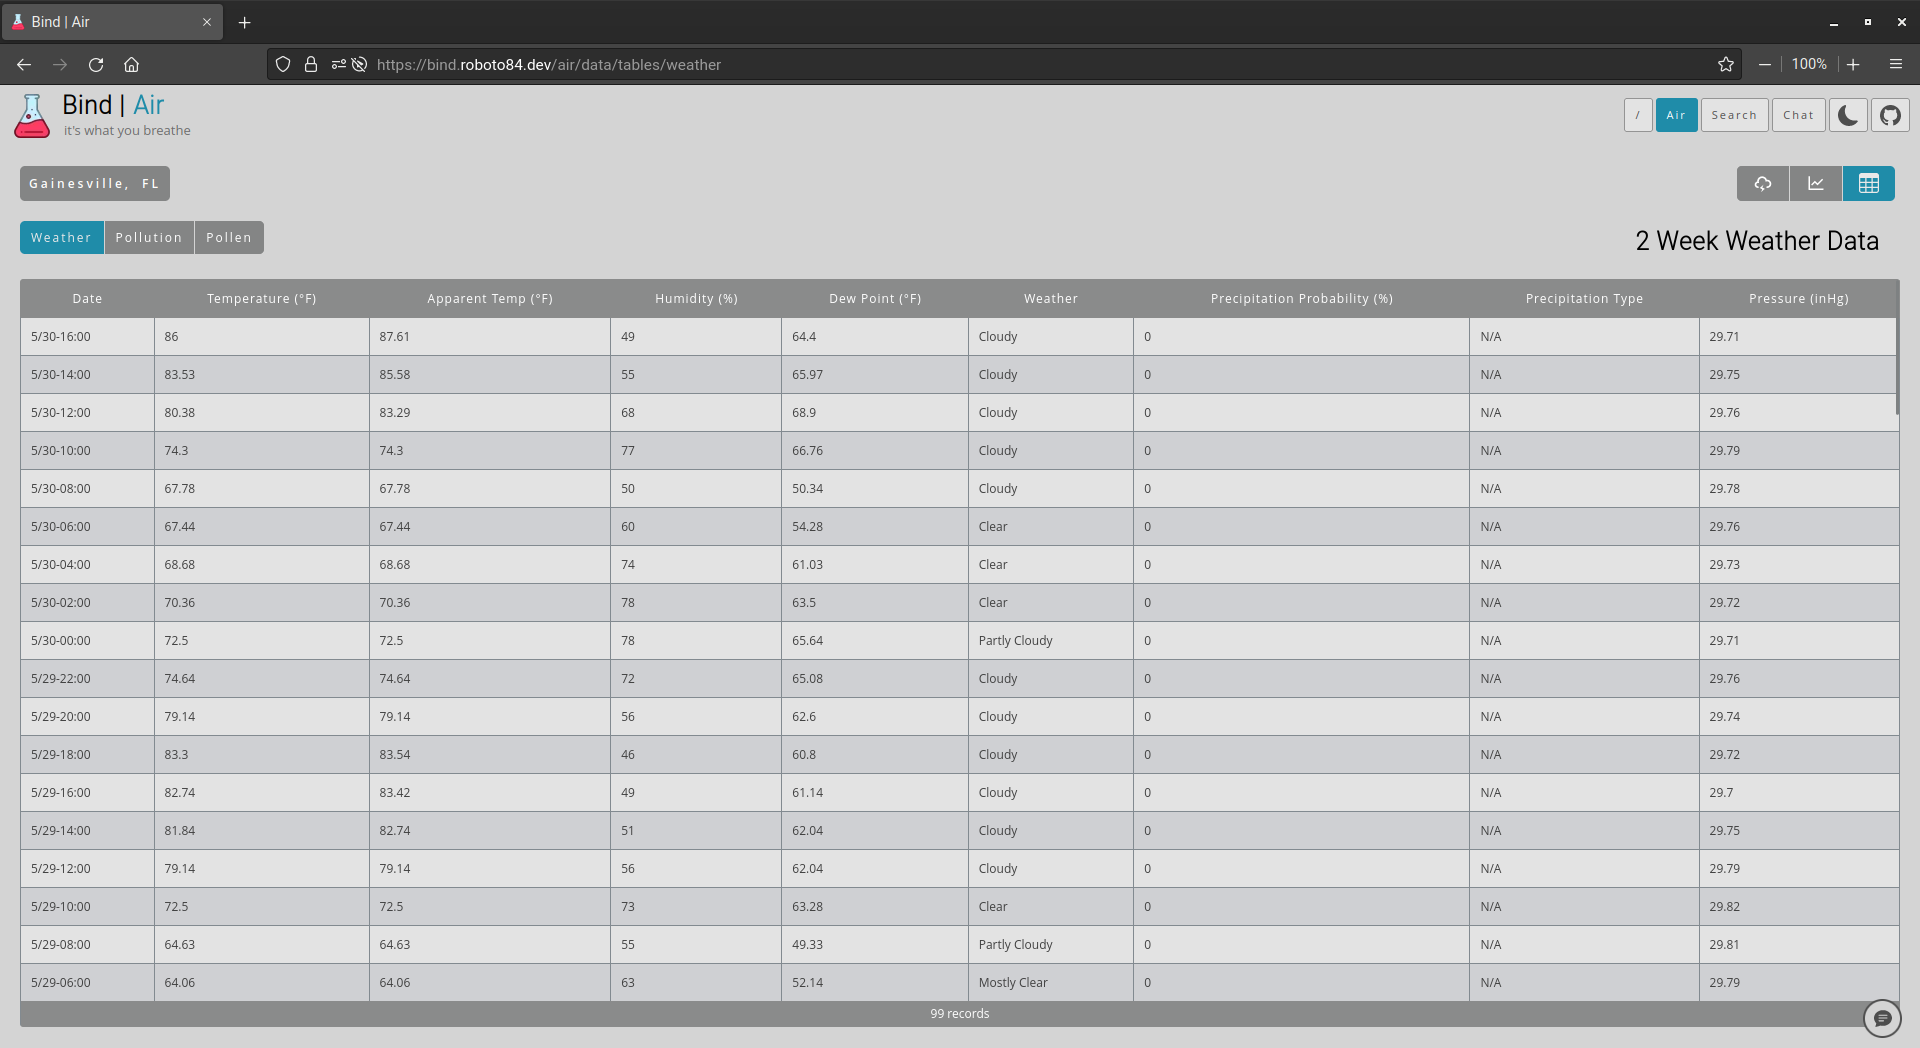 Bind | Air
https://bind.roboto84.dev/air/data/tables/weather
100%
Bind | Air
it's what you breathe
/ Air Search Chat
Gainesville, FL
Weather Pollution Pollen
2 Week Weather Data
Date Temperature (°F) Apparent Temp (°F) Humidity (%) Dew Point (°F) Weather Precipitation Probability (%) Precipitation Type Pressure (inHg)
5/30-16:00 86 87.61 49 64.4 Cloudy 0 N/A 29.71
5/30-14:00 83.53 85.58 55 65.97 Cloudy 0 N/A 29.75
5/30-12:00 80.38 83.29 68 68.9 Cloudy 0 N/A 29.76
5/30-10:00 74.3 74.3 77 66.76 Cloudy 0 N/A 29.79
5/30-08:00 67.78 67.78 50 50.34 Cloudy 0 N/A 29.78
5/30-06:00 67.44 67.44 60 54.28 Clear 0 N/A 29.76
5/30-04:00 68.68 68.68 74 61.03 Clear 0 N/A 29.73
5/30-02:00 70.36 70.36 78 63.5 Clear 0 N/A 29.72
5/30-00:00 72.5 72.5 78 65.64 Partly Cloudy 0 N/A 29.71
5/29-22:00 74.64 74.64 72 65.08 Cloudy 0 N/A 29.76
5/29-20:00 79.14 79.14 56 62.6 Cloudy 0 N/A 29.74
5/29-18:00 83.3 83.54 46 60.8 Cloudy 0 N/A 29.72
5/29-16:00 82.74 83.42 49 61.14 Cloudy 0 N/A 29.7
5/29-14:00 81.84 82.74 51 62.04 Cloudy 0 N/A 29.75
5/29-12:00 79.14 79.14 56 62.04 Cloudy 0 N/A 29.79
5/29-10:00 72.5 72.5 73 63.28 Clear 0 N/A 29.82
5/29-08:00 64.63 64.63 55 49.33 Partly Cloudy 0 N/A 29.81
5/29-06:00 64.06 64.06 63 52.14 Mostly Clear 0 N/A 29.79
99 records